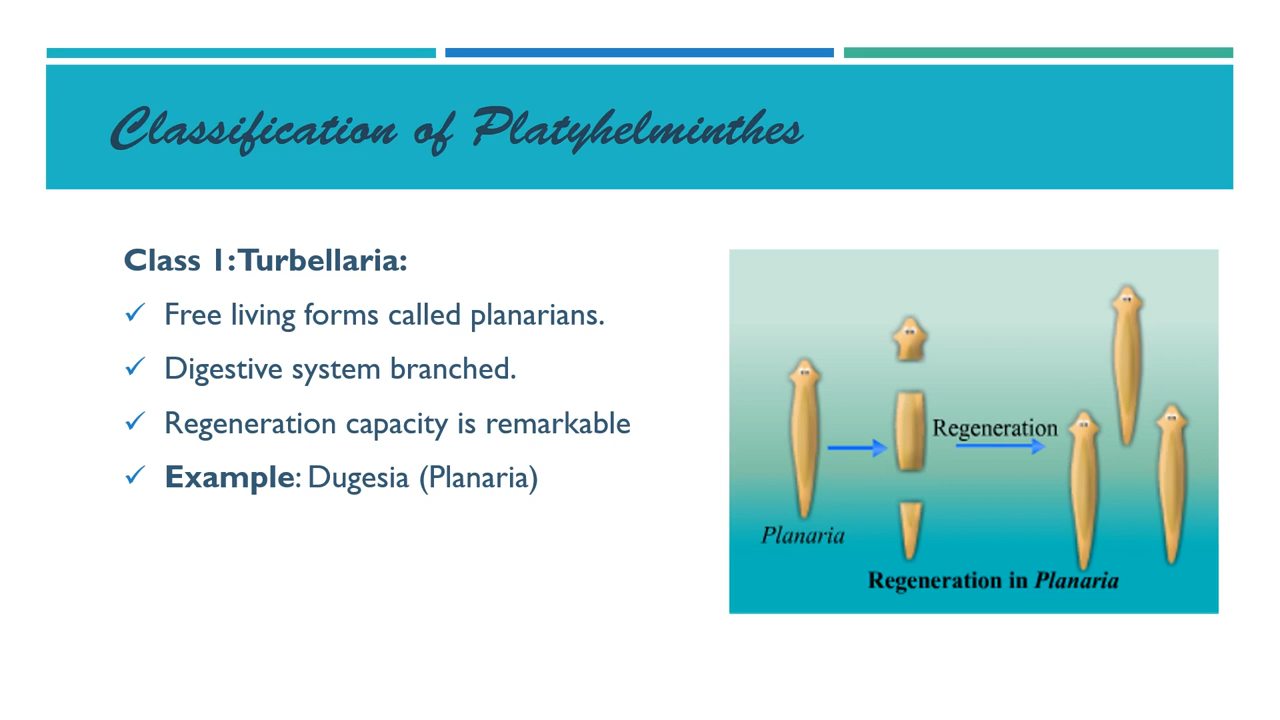 Classification of Platyhelminthes
Class 1: Turbellaria:
✓ Free living forms called planarians.
✓ Digestive system branched.
✓ Regeneration capacity is remarkable
✓ Example: Dugesia (Planaria)
Regeneration
Planaria
Regeneration in Planaria